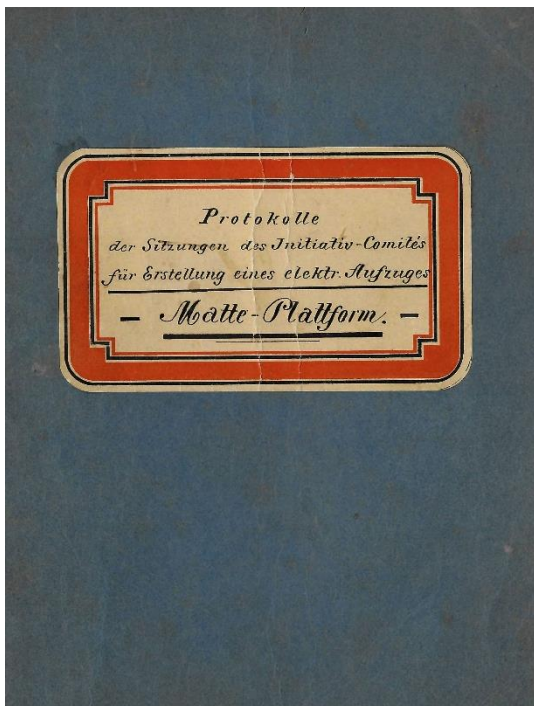 Protokolle
der Sitzungen des Initiativ-Comités
für Erstellung eines elektr. Aufzuges
- Matte-Plattform. -